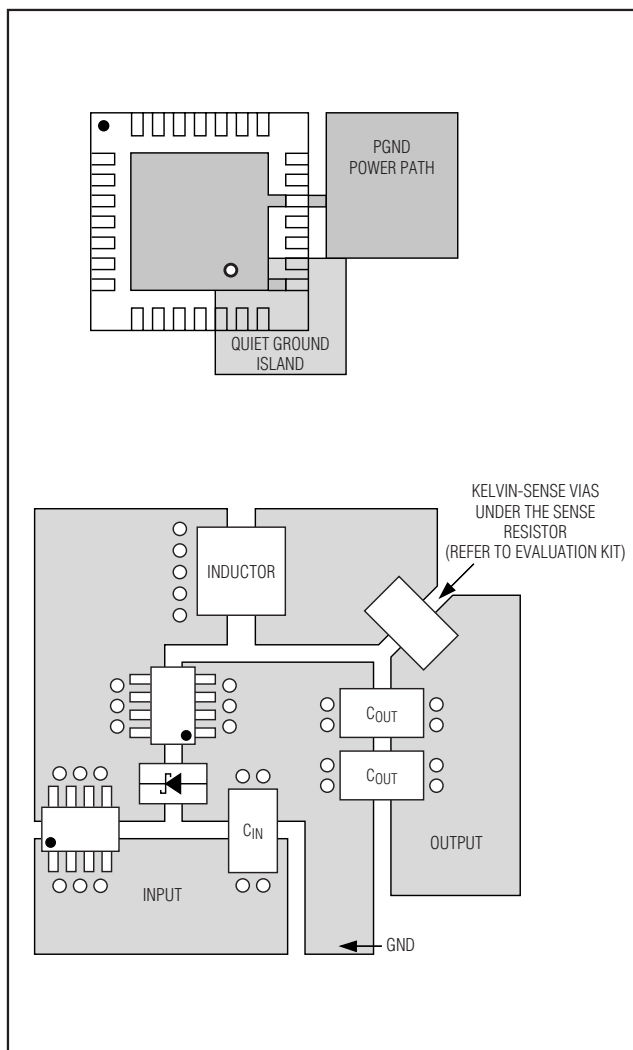 PGND
POWER PATH
QUIET GROUND
ISLAND
KELVIN-SENSE VIAS
UNDER THE SENSE
RESISTOR
(REFER TO EVALUATION KIT)
INDUCTOR
COUT
COUT
CIN
OUTPUT
INPUT
GND